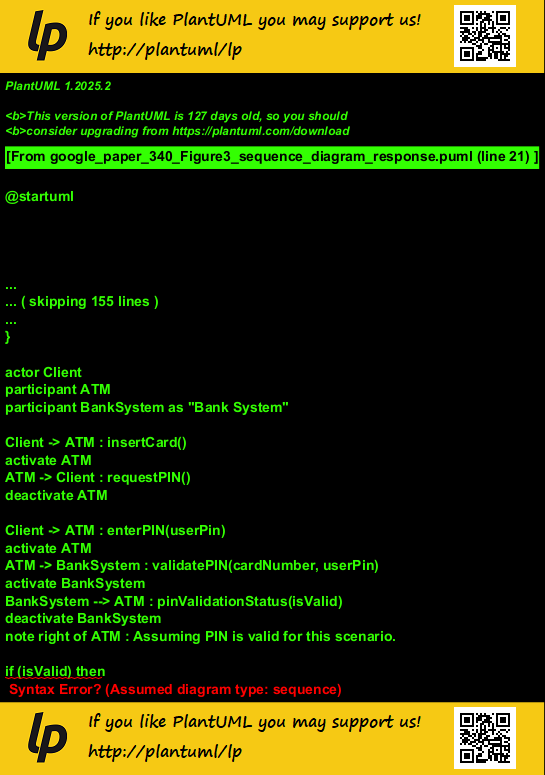 lp
If you like PlantUML you may support us!
http://plantuml/lp
PlantUML 1.2025.2
<b>This version of PlantUML is 127 days old, so you should
<b>consider upgrading from https://plantuml.com/download
[From google_paper_340_Figure3_sequence_diagram_response.puml (line 21) ]
@startuml
...
... ( skipping 155 lines )
...
}
actor Client
participant ATM
participant BankSystem as "Bank System"
Client -> ATM : insertCard()
activate ATM
ATM -> Client : requestPIN()
deactivate ATM
Client -> ATM : enterPIN(userPin)
activate ATM
ATM -> BankSystem : validatePIN(cardNumber, userPin)
activate BankSystem
BankSystem --> ATM : pinValidationStatus(isValid)
deactivate BankSystem
note right of ATM : Assuming PIN is valid for this scenario.
if (isValid) then
Syntax Error? (Assumed diagram type: sequence)
lp
If you like PlantUML you may support us!
http://plantuml/lp